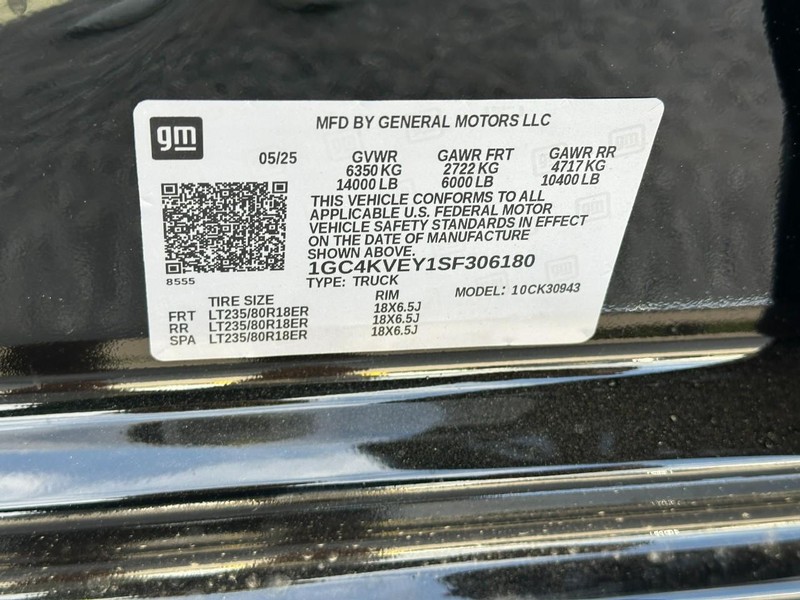 gm
MFD BY GENERAL MOTORS LLC
05/25 GVWR GAWR FRT GAWR RR
6350 KG 2722 KG 4717 KG
14000 LB 6000 LB 10400 LB
THIS VEHICLE CONFORMS TO ALL
APPLICABLE U.S. FEDERAL MOTOR
VEHICLE SAFETY STANDARDS IN EFFECT
ON THE DATE OF MANUFACTURE
SHOWN ABOVE.
1GC4KVEY1SF306180
8555
TYPE: TRUCK
MODEL: 10CK30943
TIRE SIZE RIM
FRT LT235/80R18ER 18X6.5J
RR LT235/80R18ER 18X6.5J
SPA LT235/80R18ER 18X6.5J